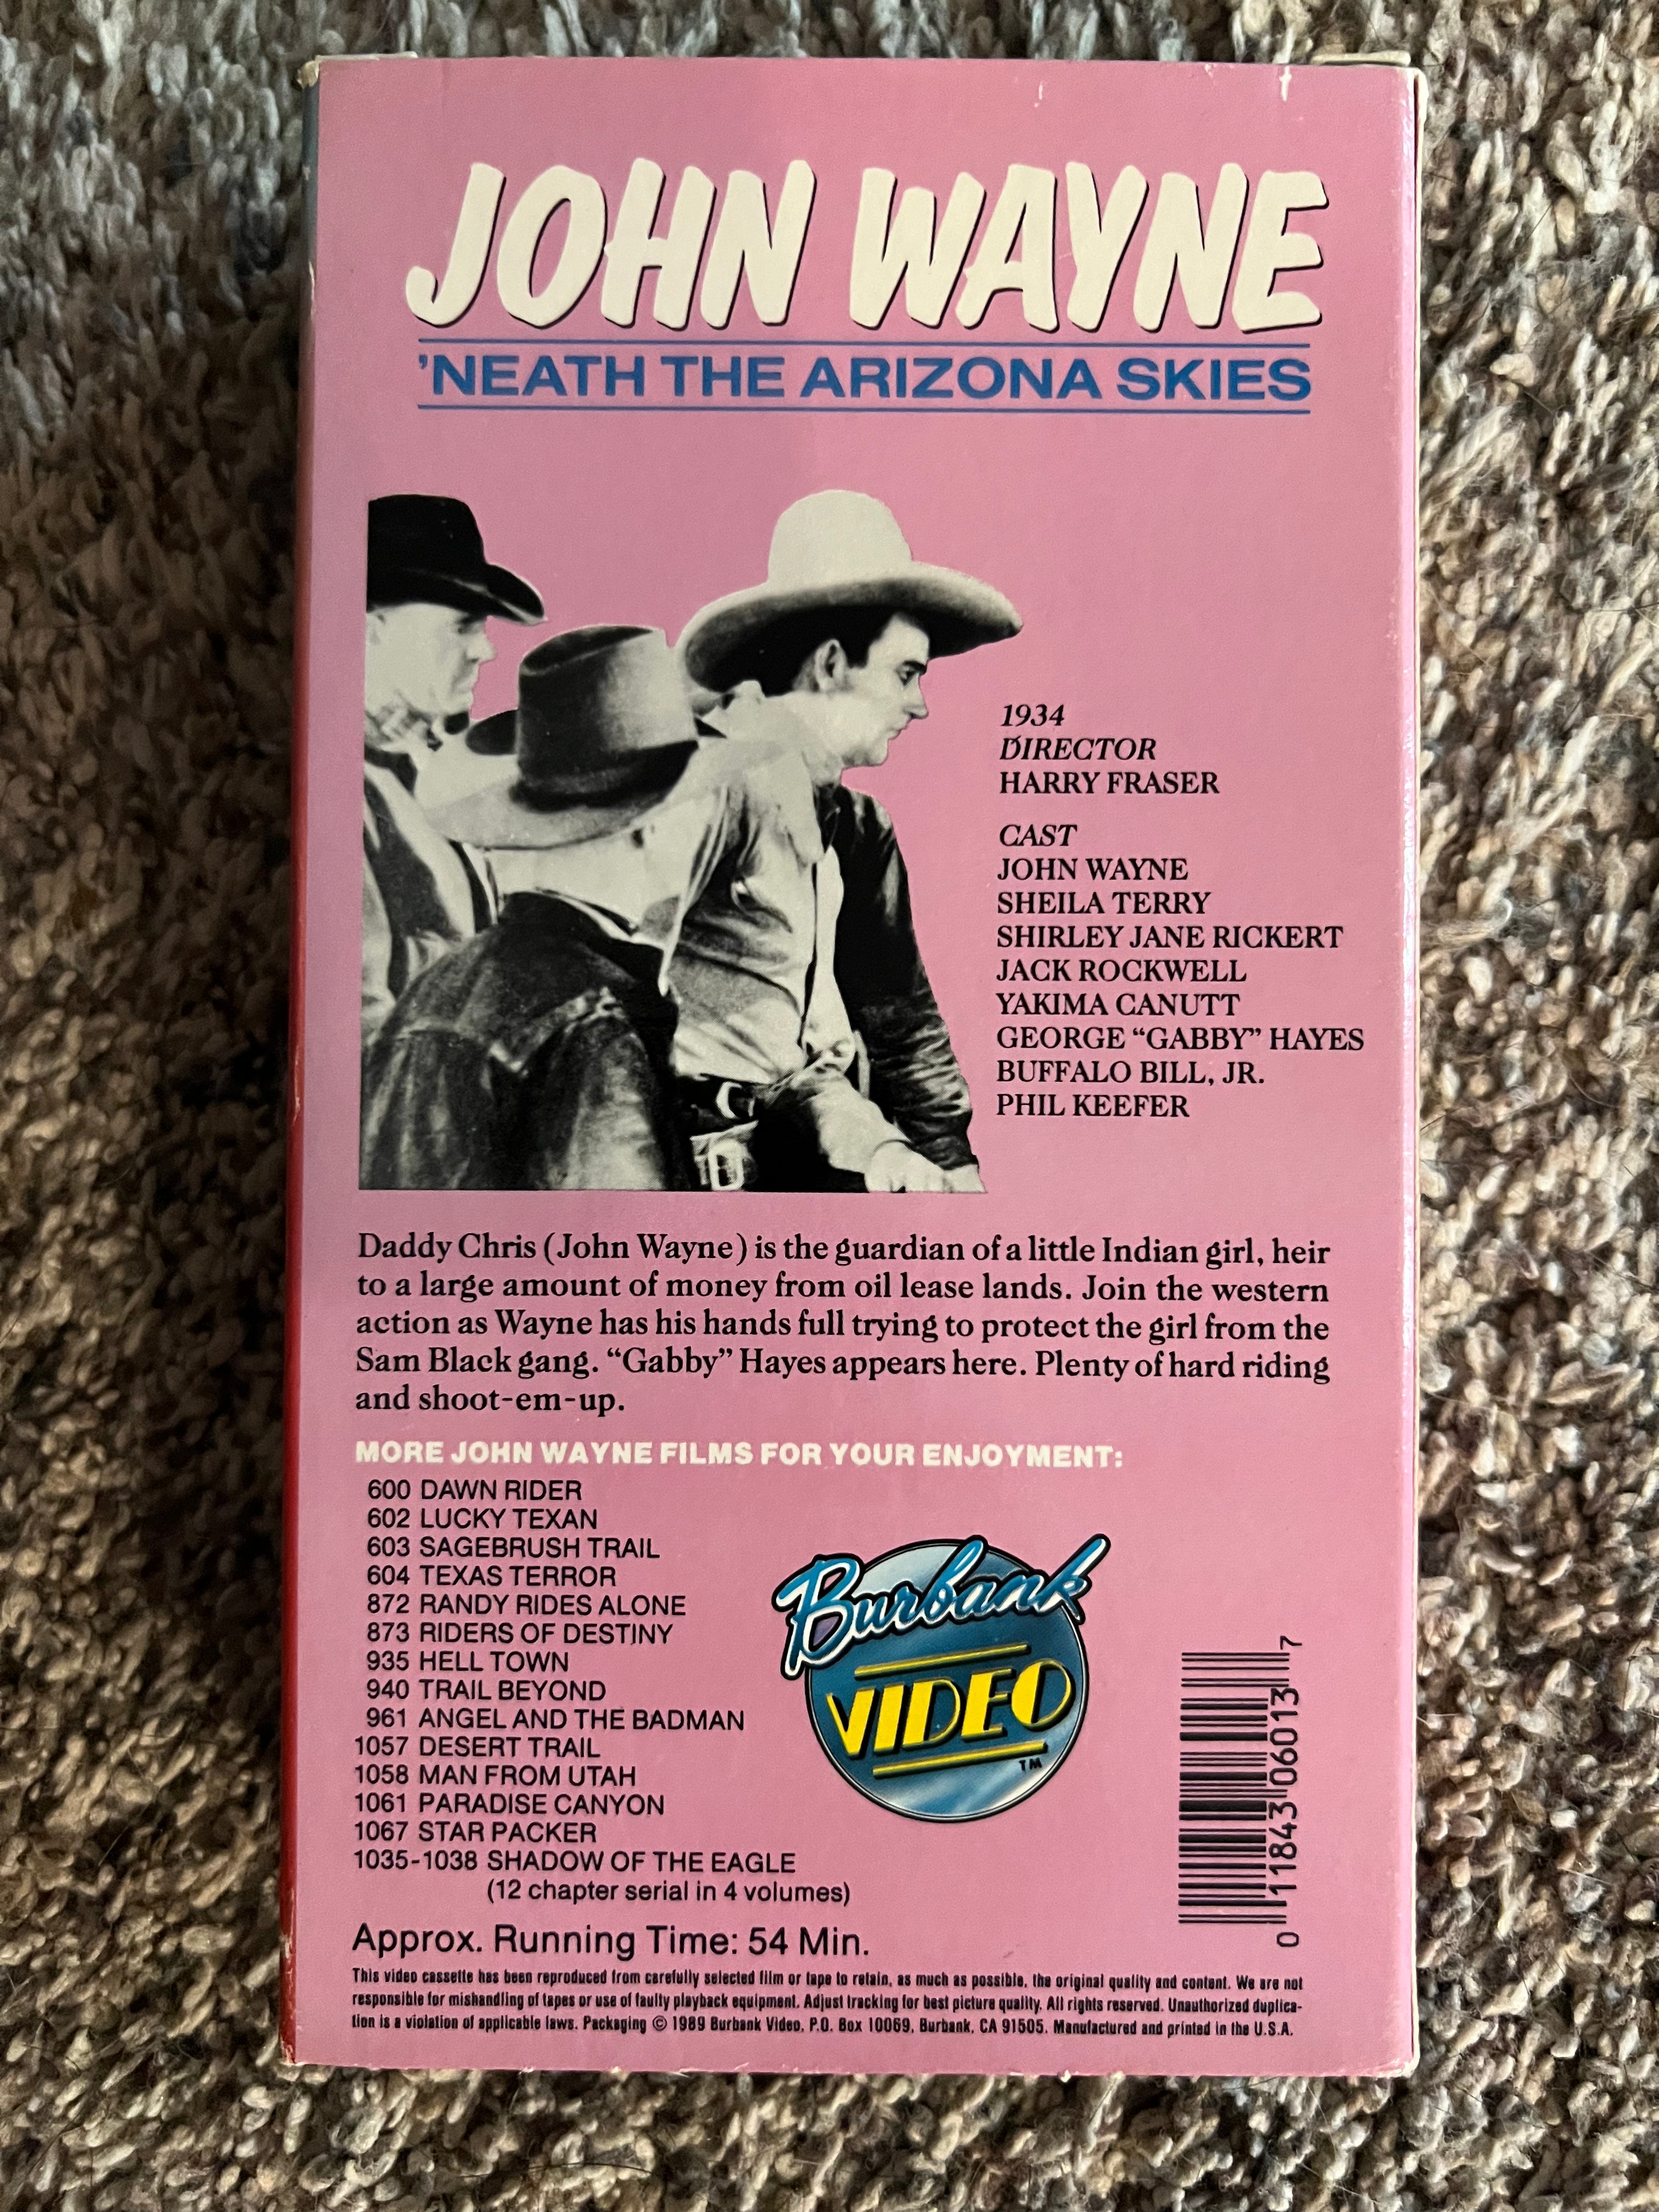 JOHN WAYNE
'NEATH THE ARIZONA SKIES
1934
DIRECTOR
HARRY FRASER
CAST
JOHN WAYNE
SHEILA TERRY
SHIRLEY JANE RICKERT
JACK ROCKWELL
YAKIMA CANUTT
GEORGE “GABBY” HAYES
BUFFALO BILL, JR.
PHIL KEEFER
Daddy Chris (John Wayne) is the guardian of a little Indian girl, heir
to a large amount of money from oil lease lands. Join the western
action as Wayne has his hands full trying to protect the girl from the
Sam Black gang. “Gabby” Hayes appears here. Plenty of hard riding
and shoot-em-up.
MORE JOHN WAYNE FILMS FOR YOUR ENJOYMENT:
600 DAWN RIDER
602 LUCKY TEXAN
603 SAGEBRUSH TRAIL
604 TEXAS TERROR
872 RANDY RIDES ALONE
873 RIDERS OF DESTINY
935 HELL TOWN
940 TRAIL BEYOND
961 ANGEL AND THE BADMAN
1057 DESERT TRAIL
1058 MAN FROM UTAH
1061 PARADISE CANYON
1067 STAR PACKER
1035-1038 SHADOW OF THE EAGLE
(12 chapter serial in 4 volumes)
Burbank
VIDEO
TM
0 11843 06013 7
Approx. Running Time: 54 Min.
This video cassette has been reproduced from carefully selected film or tape to retain, as much as possible, the original quality and content. We are not
responsible for mishandling of tapes or use of faulty playback equipment. Adjust tracking for best picture quality. All rights reserved. Unauthorized duplica-
tion is a violation of applicable laws. Packaging © 1989 Burbank Video, P.O. Box 10069, Burbank, CA 91505. Manufactured and printed in the U.S.A.